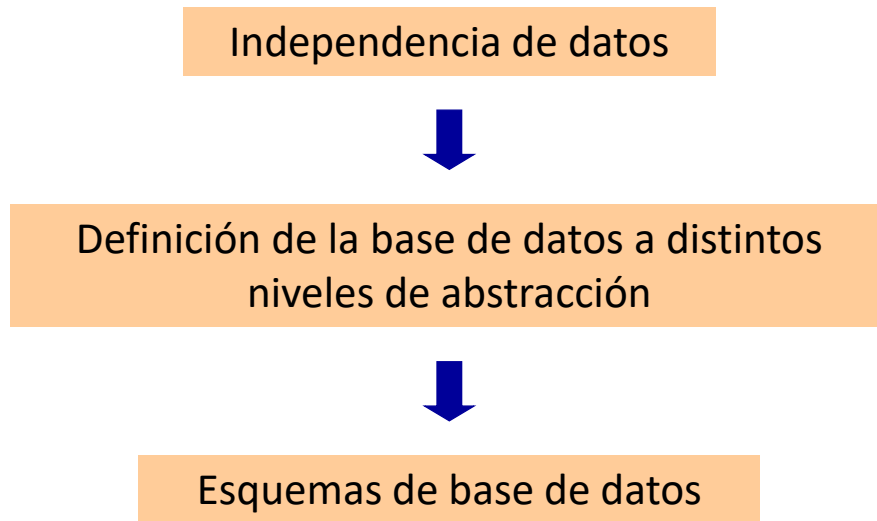 Independencia de datos
Definición de la base de datos a distintos
niveles de abstracción
Esquemas de base de datos